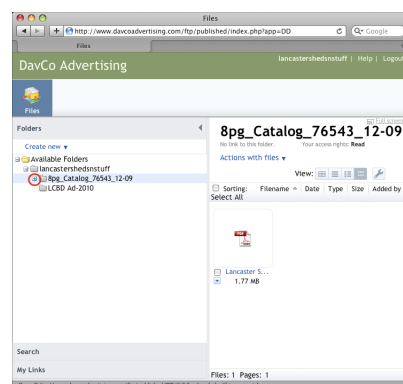 Files
http://www.davcoadvertising.com/ftp/published/index.php?app=DD
Google
Files
DavCo Advertising
lancastershedsnstuff | Help | Logout
Files
Folders
Create new
Available Folders
lancastershedsnstuff
8pg_Catalog_76543_12-09
LCBD Ad-2010
Full screen
8pg_Catalog_76543_12-09
No link to this folder. Your access rights: Read
Actions with files
View:
Sorting: Filename Date Type Size Added by
Select All
PDF
Lancaster S...
1.77 MB
Search
My Links
Files: 1 Pages: 1